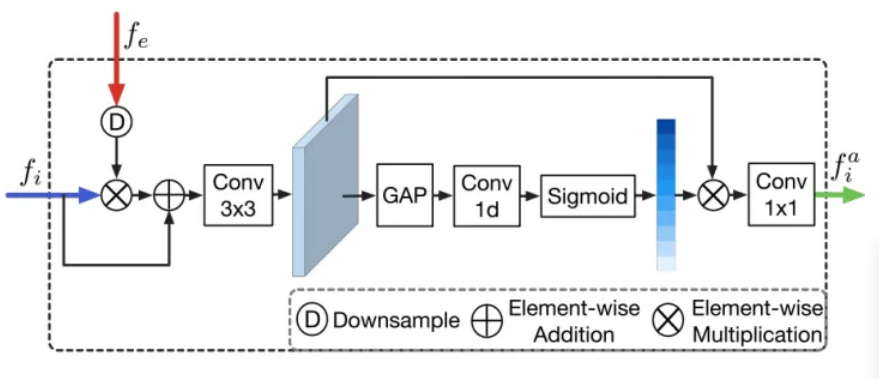 f_e
D
f_i
Conv
3x3
GAP
Conv
1d
Sigmoid
Conv
1x1
f_i^a
D Downsample
Element-wise
Addition
Element-wise
Multiplication